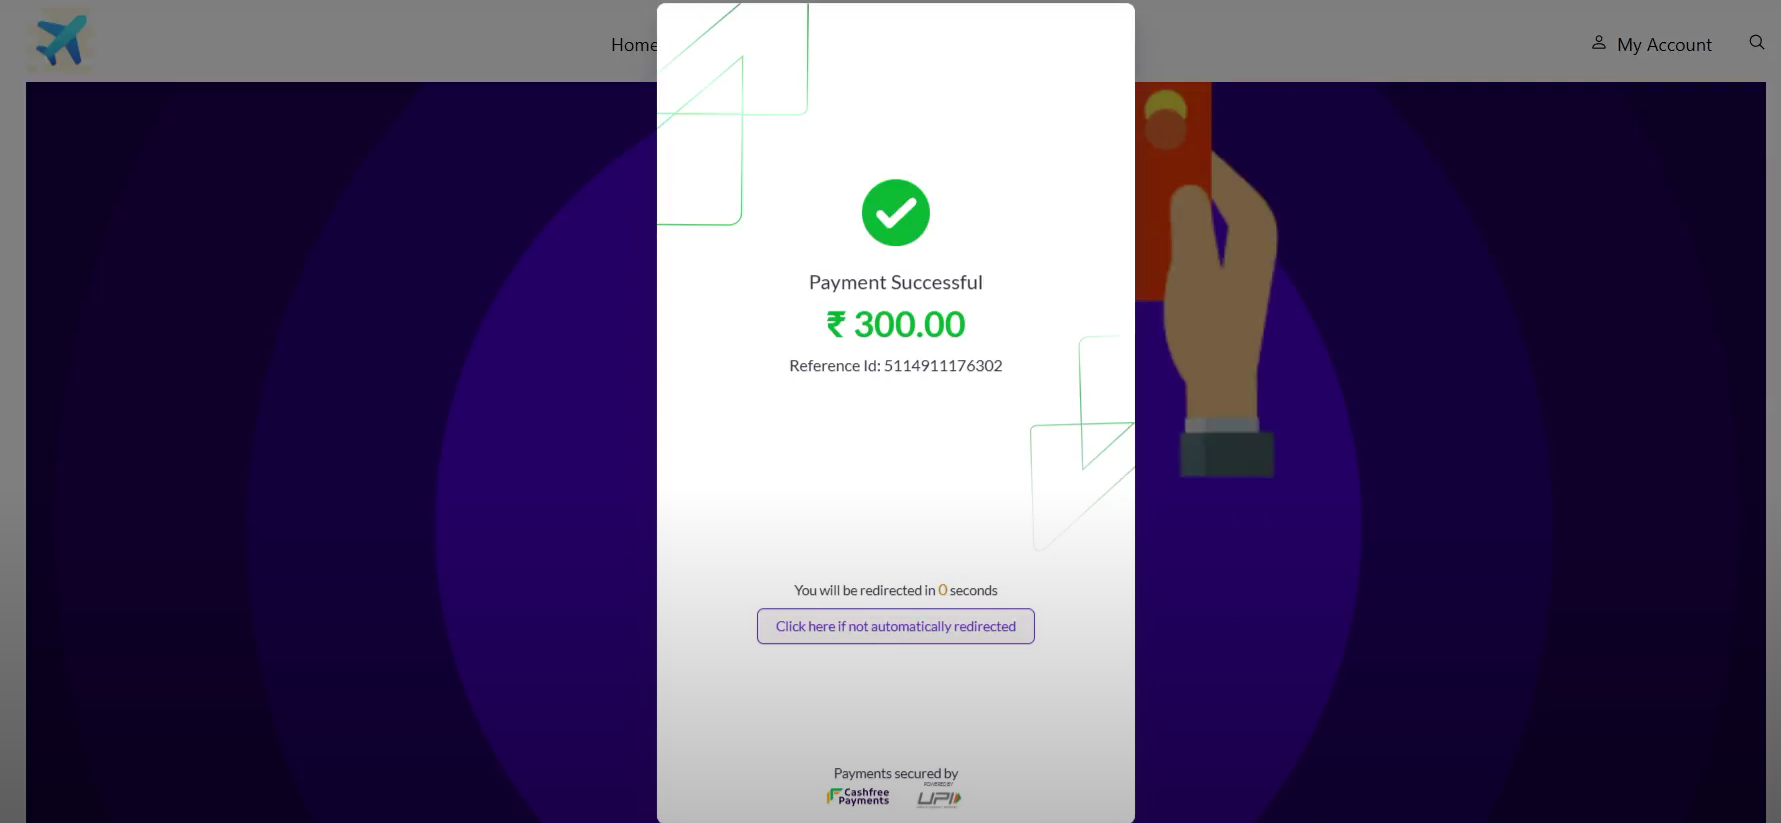 Home
My Account
Payment Successful
₹ 300.00
Reference Id: 5114911176302
You will be redirected in 0 seconds
Click here if not automatically redirected
Payments secured by
POWERED BY
Cashfree
Payments
UPI